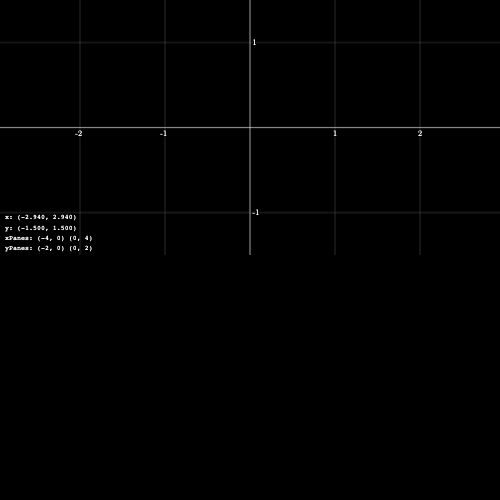 1
-2
-1
1
2
-1
x: (-2.940, 2.940)
y: (-1.500, 1.500)
xPanes: (-4, 0) (0, 4)
yPanes: (-2, 0) (0, 2)